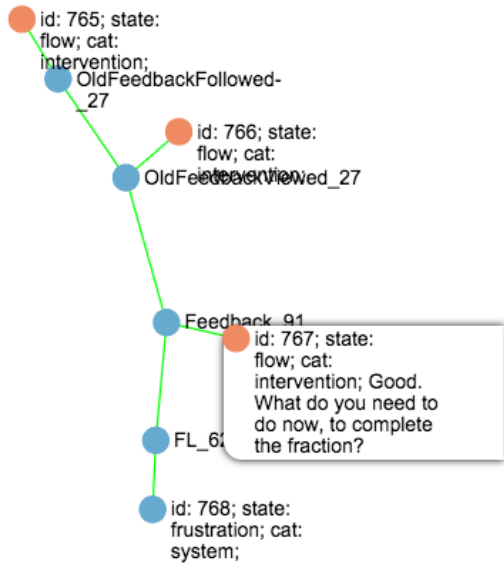 id: 765; state:
flow; cat:
intervention;
OldFeedbackFollowed-
_27
id: 766; state:
flow; cat:
intervention;
OldFeedbackViewed_27
Feedback_91
id: 767; state:
flow; cat:
intervention; Good.
What do you need to
do now, to complete
the fraction?
FL_62
id: 768; state:
frustration; cat:
system;